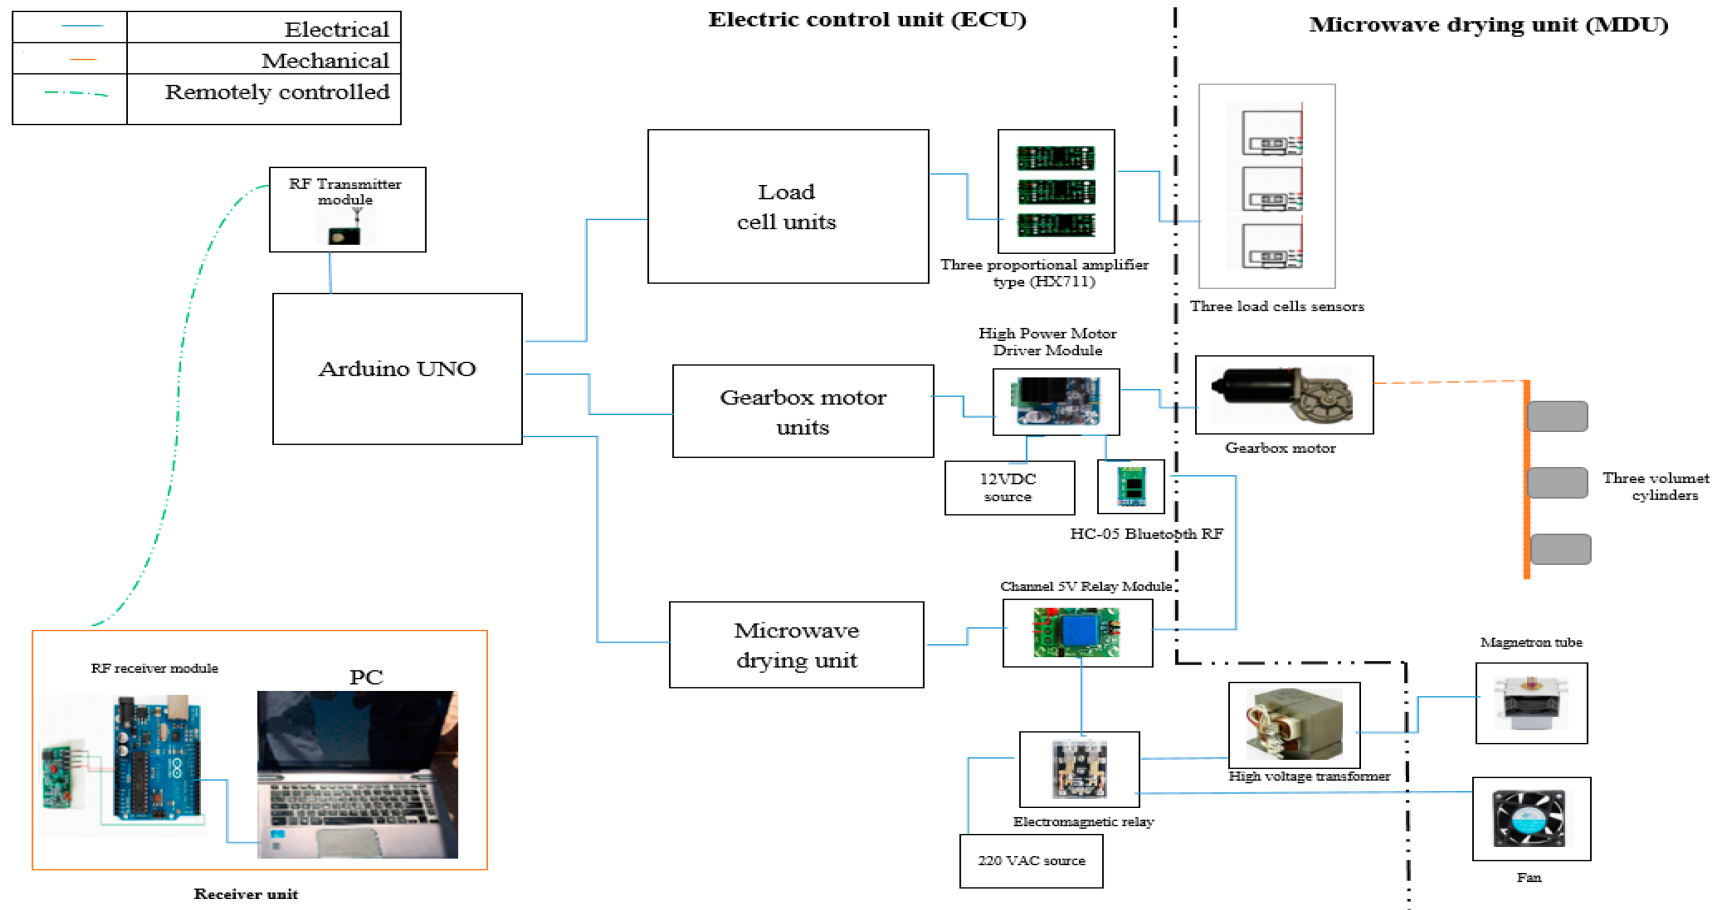 Electrical
Mechanical
Remotely controlled
Electric control unit (ECU)
Microwave drying unit (MDU)
RF Transmitter
module
Arduino UNO
Load
cell units
Three proportional amplifier
type (HX711)
Three load cells sensors
High Power Motor
Driver Module
Gearbox motor
units
12VDC
source
HC-05 Bluetooth RF
Gearbox motor
Three volumet
cylinders
Microwave
drying unit
Channel 5V Relay Module
Electromagnetic relay
220 VAC source
High voltage transformer
Magnetron tube
Fan
RF receiver module
PC
Receiver unit